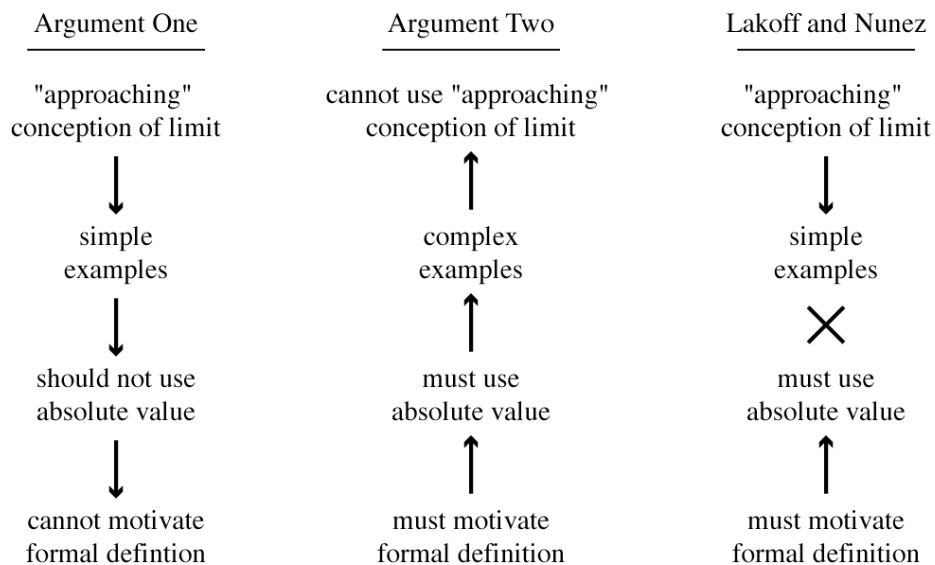 Argument One
"approaching"
conception of limit
simple
examples
should not use
absolute value
cannot motivate
formal defintion
Argument Two
cannot use "approaching"
conception of limit
complex
examples
must use
absolute value
must motivate
formal definition
Lakoff and Nunez
"approaching"
conception of limit
simple
examples
must use
absolute value
must motivate
formal definition